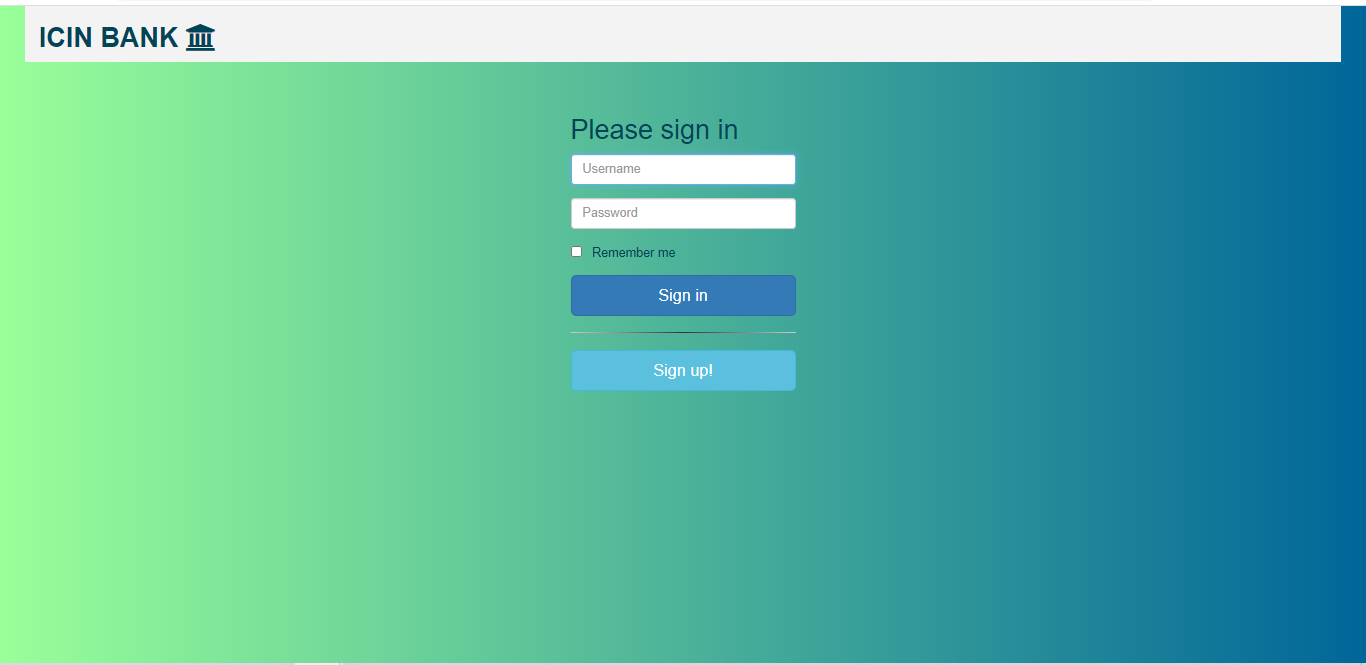 ICIN BANK
Please sign in
Username
Password
Remember me
Sign in
Sign up!